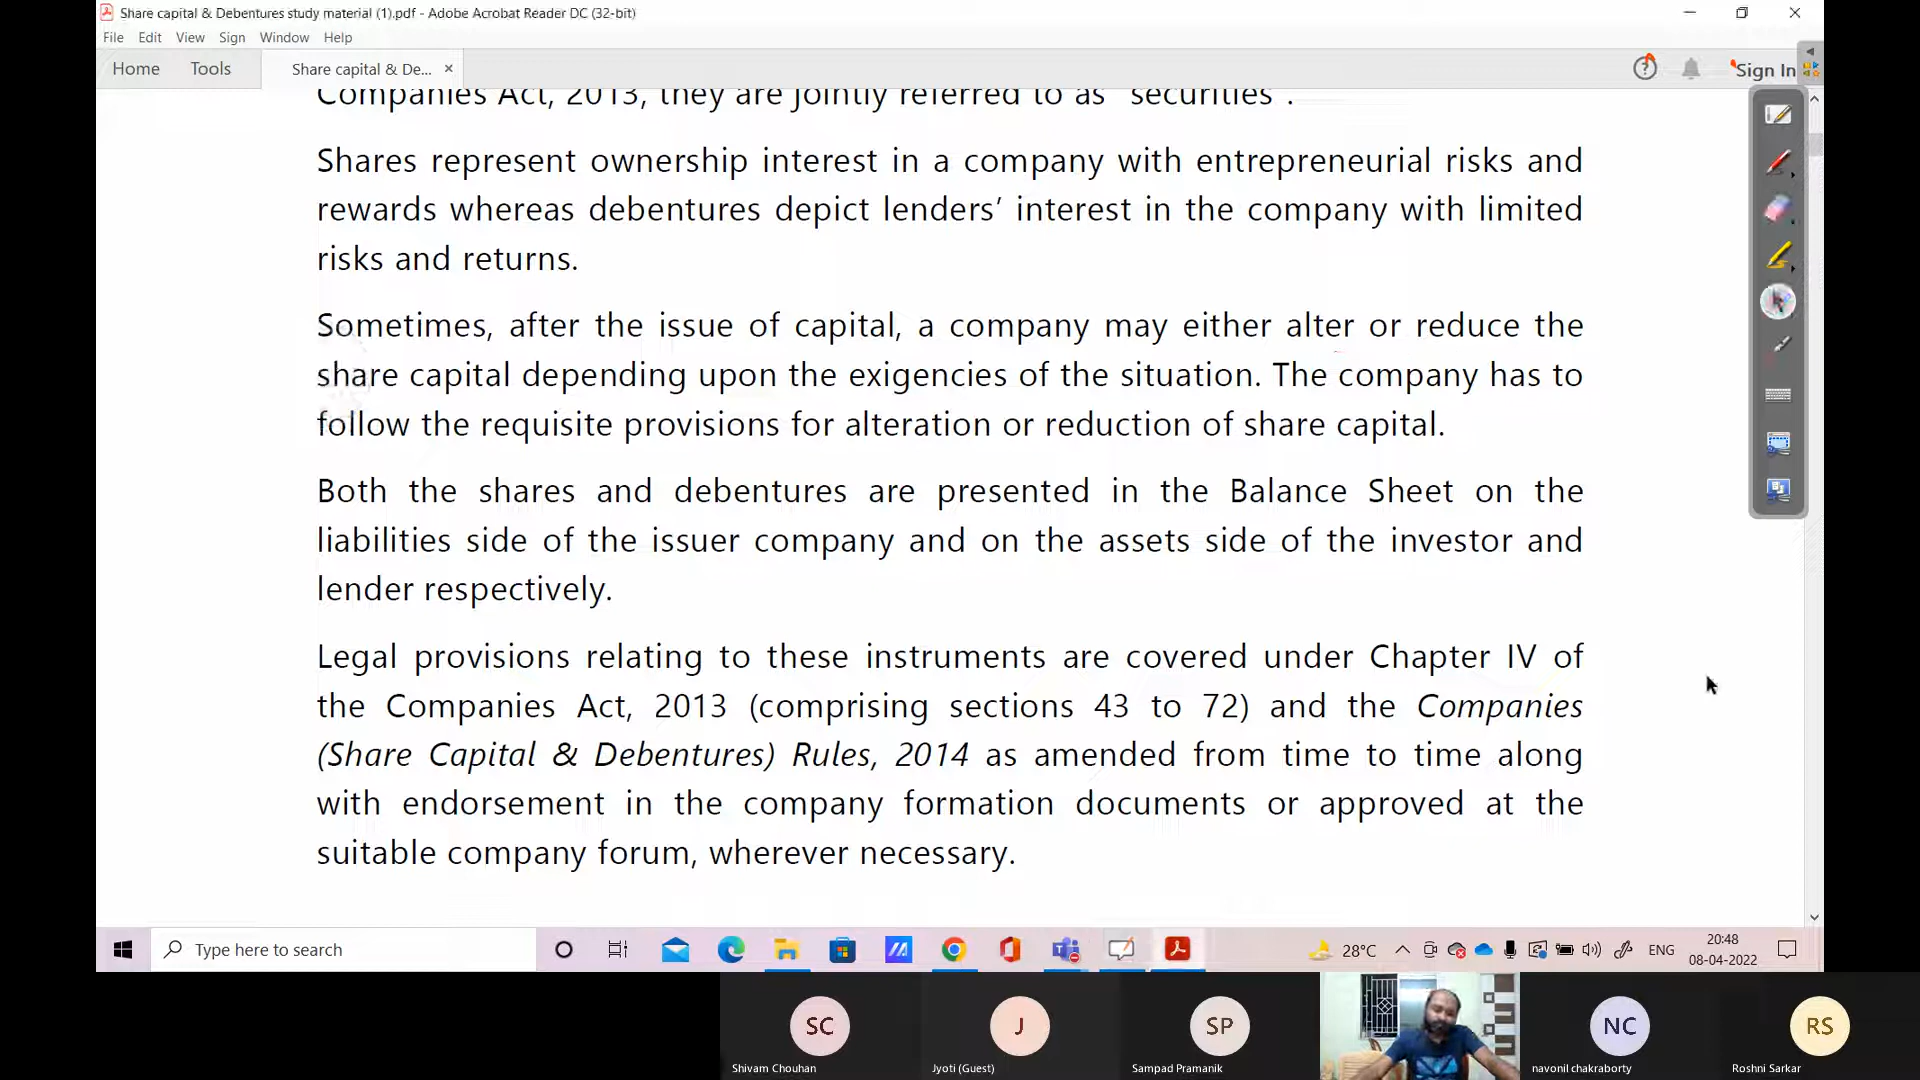 Share capital & Debentures study material (1).pdf - Adobe Acrobat Reader DC (32-bit)
File Edit View Sign Window Help
Home Tools Share capital & De... × Sign In
Companies Act, 2013, they are jointly referred to as "securities".
Shares represent ownership interest in a company with entrepreneurial risks and
rewards whereas debentures depict lenders’ interest in the company with limited
risks and returns.
Sometimes, after the issue of capital, a company may either alter or reduce the
share capital depending upon the exigencies of the situation. The company has to
follow the requisite provisions for alteration or reduction of share capital.
Both the shares and debentures are presented in the Balance Sheet on the
liabilities side of the issuer company and on the assets side of the investor and
lender respectively.
Legal provisions relating to these instruments are covered under Chapter IV of
the Companies Act, 2013 (comprising sections 43 to 72) and the Companies
(Share Capital & Debentures) Rules, 2014 as amended from time to time along
with endorsement in the company formation documents or approved at the
suitable company forum, wherever necessary.
Type here to search 28°C ENG 20:48
08-04-2022
SC J SP NC RS
Shivam Chouhan Jyoti (Guest) Sampad Pramanik navonil chakraborty Roshni Sarkar